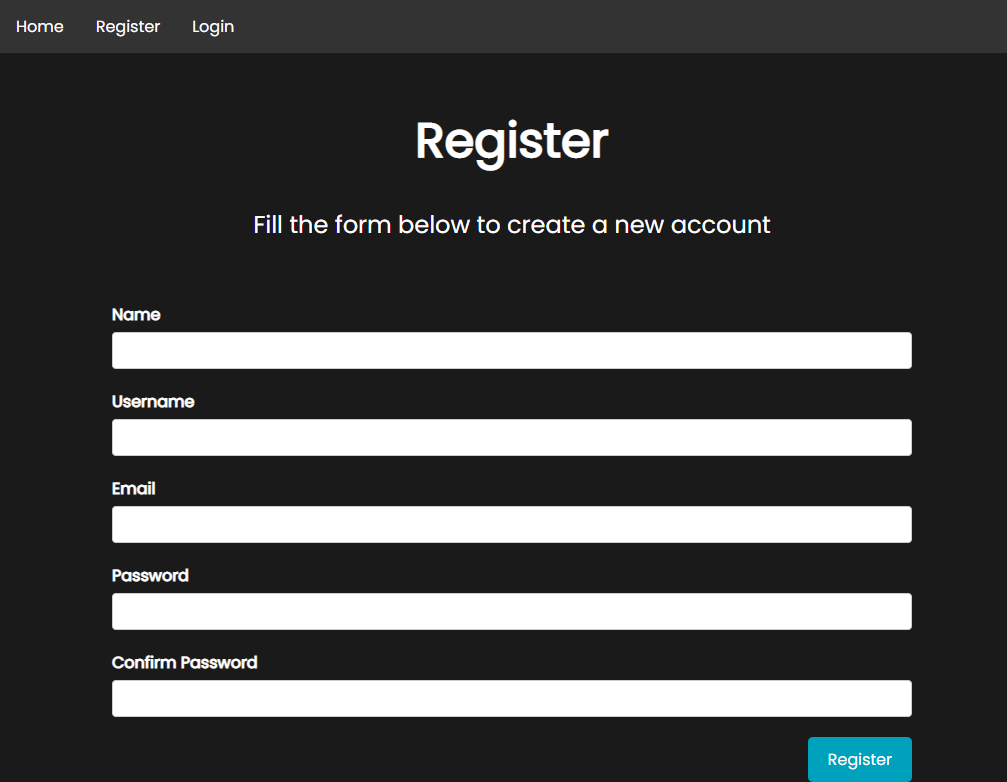 Home Register Login
Register
Fill the form below to create a new account
Name
Username
Email
Password
Confirm Password
Register